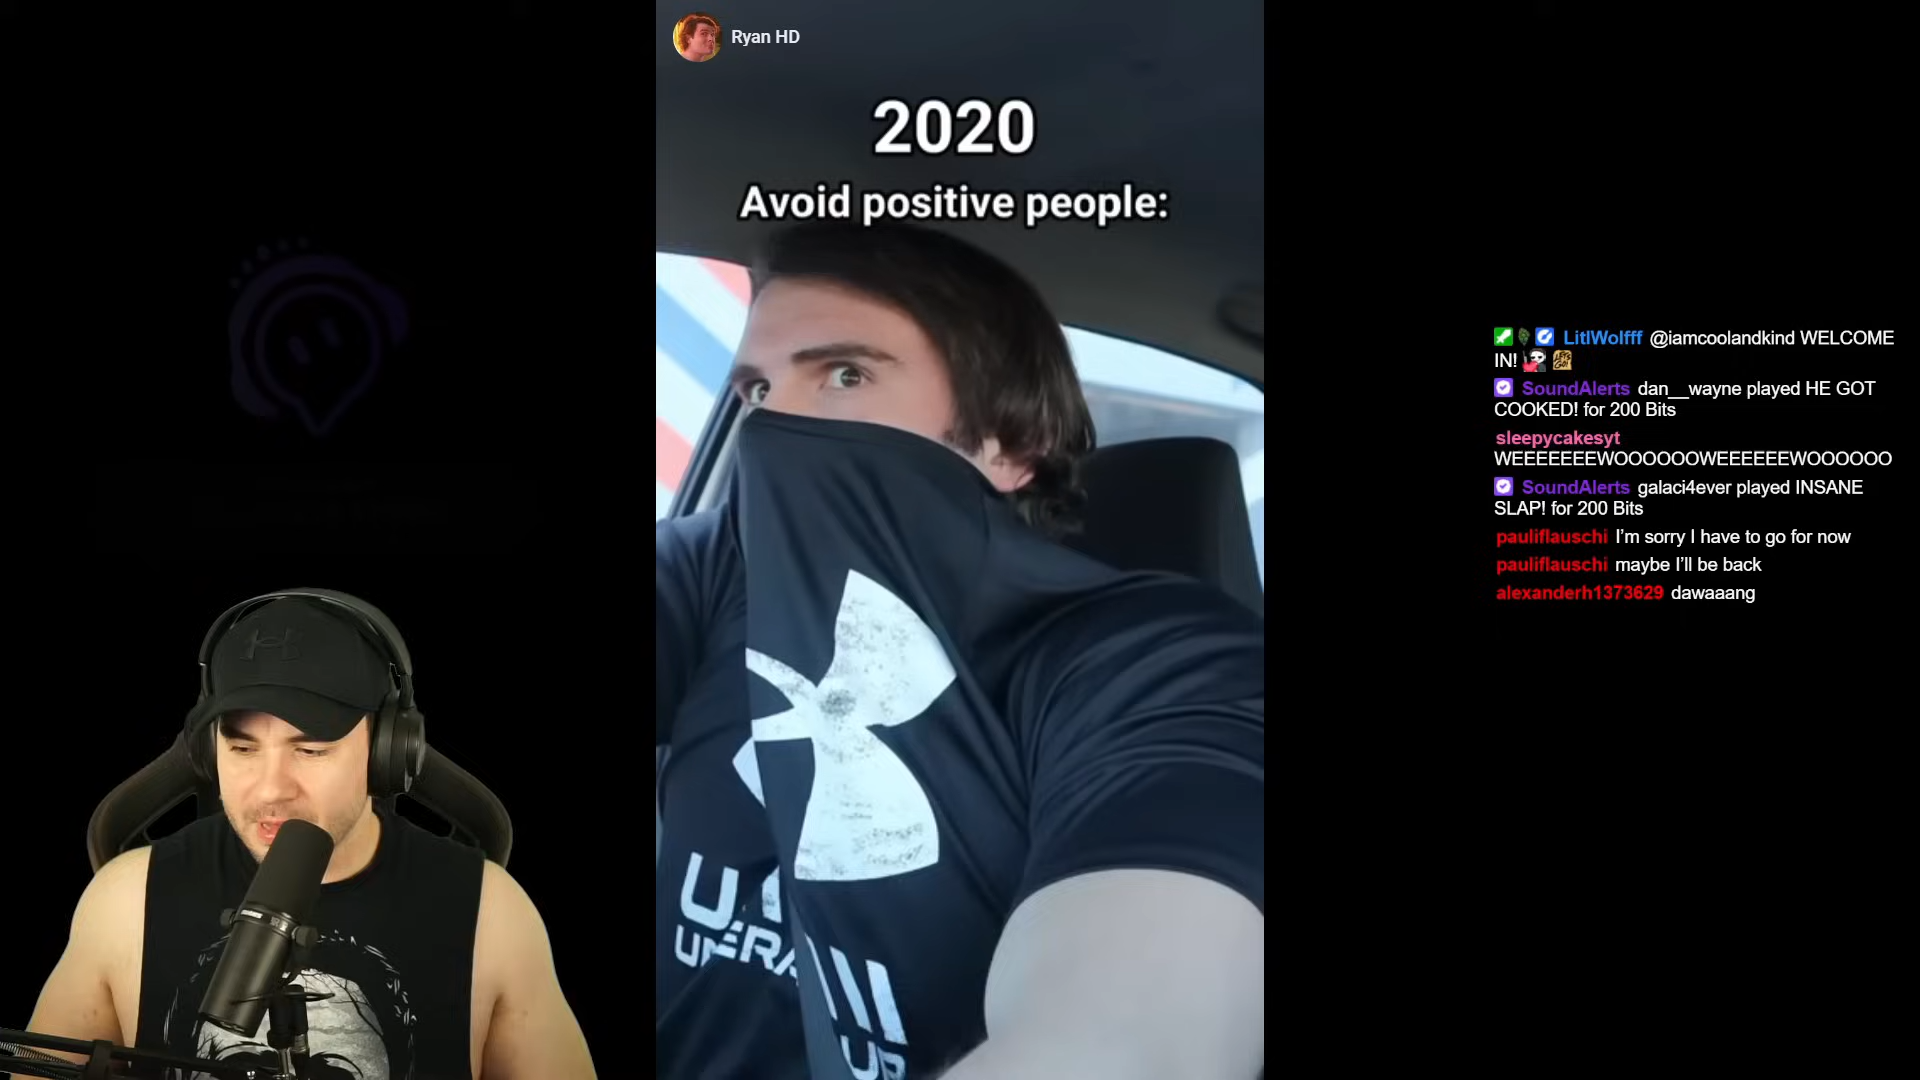 Ryan HD
2020
Avoid positive people:
LitlWolfff @iamcoolandkind WELCOME
IN!
SoundAlerts dan__wayne played HE GOT
COOKED! for 200 Bits
sleepycakesyt
WEEEEEEEWOOOOOOWEEEEEEWOOOOOO
SoundAlerts galaci4ever played INSANE
SLAP! for 200 Bits
pauliflauschi I’m sorry I have to go for now
pauliflauschi maybe I’ll be back
alexanderh1373629 dawaaang